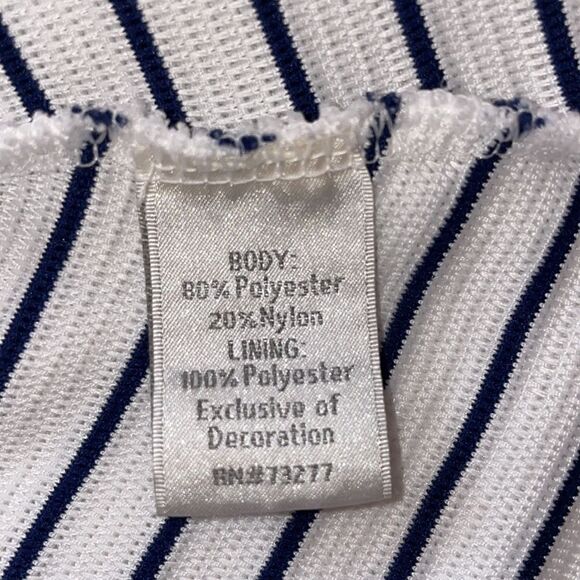 BODY:
80% Polyester
20% Nylon
LINING:
100% Polyester
Exclusive of
Decoration
RN#73277